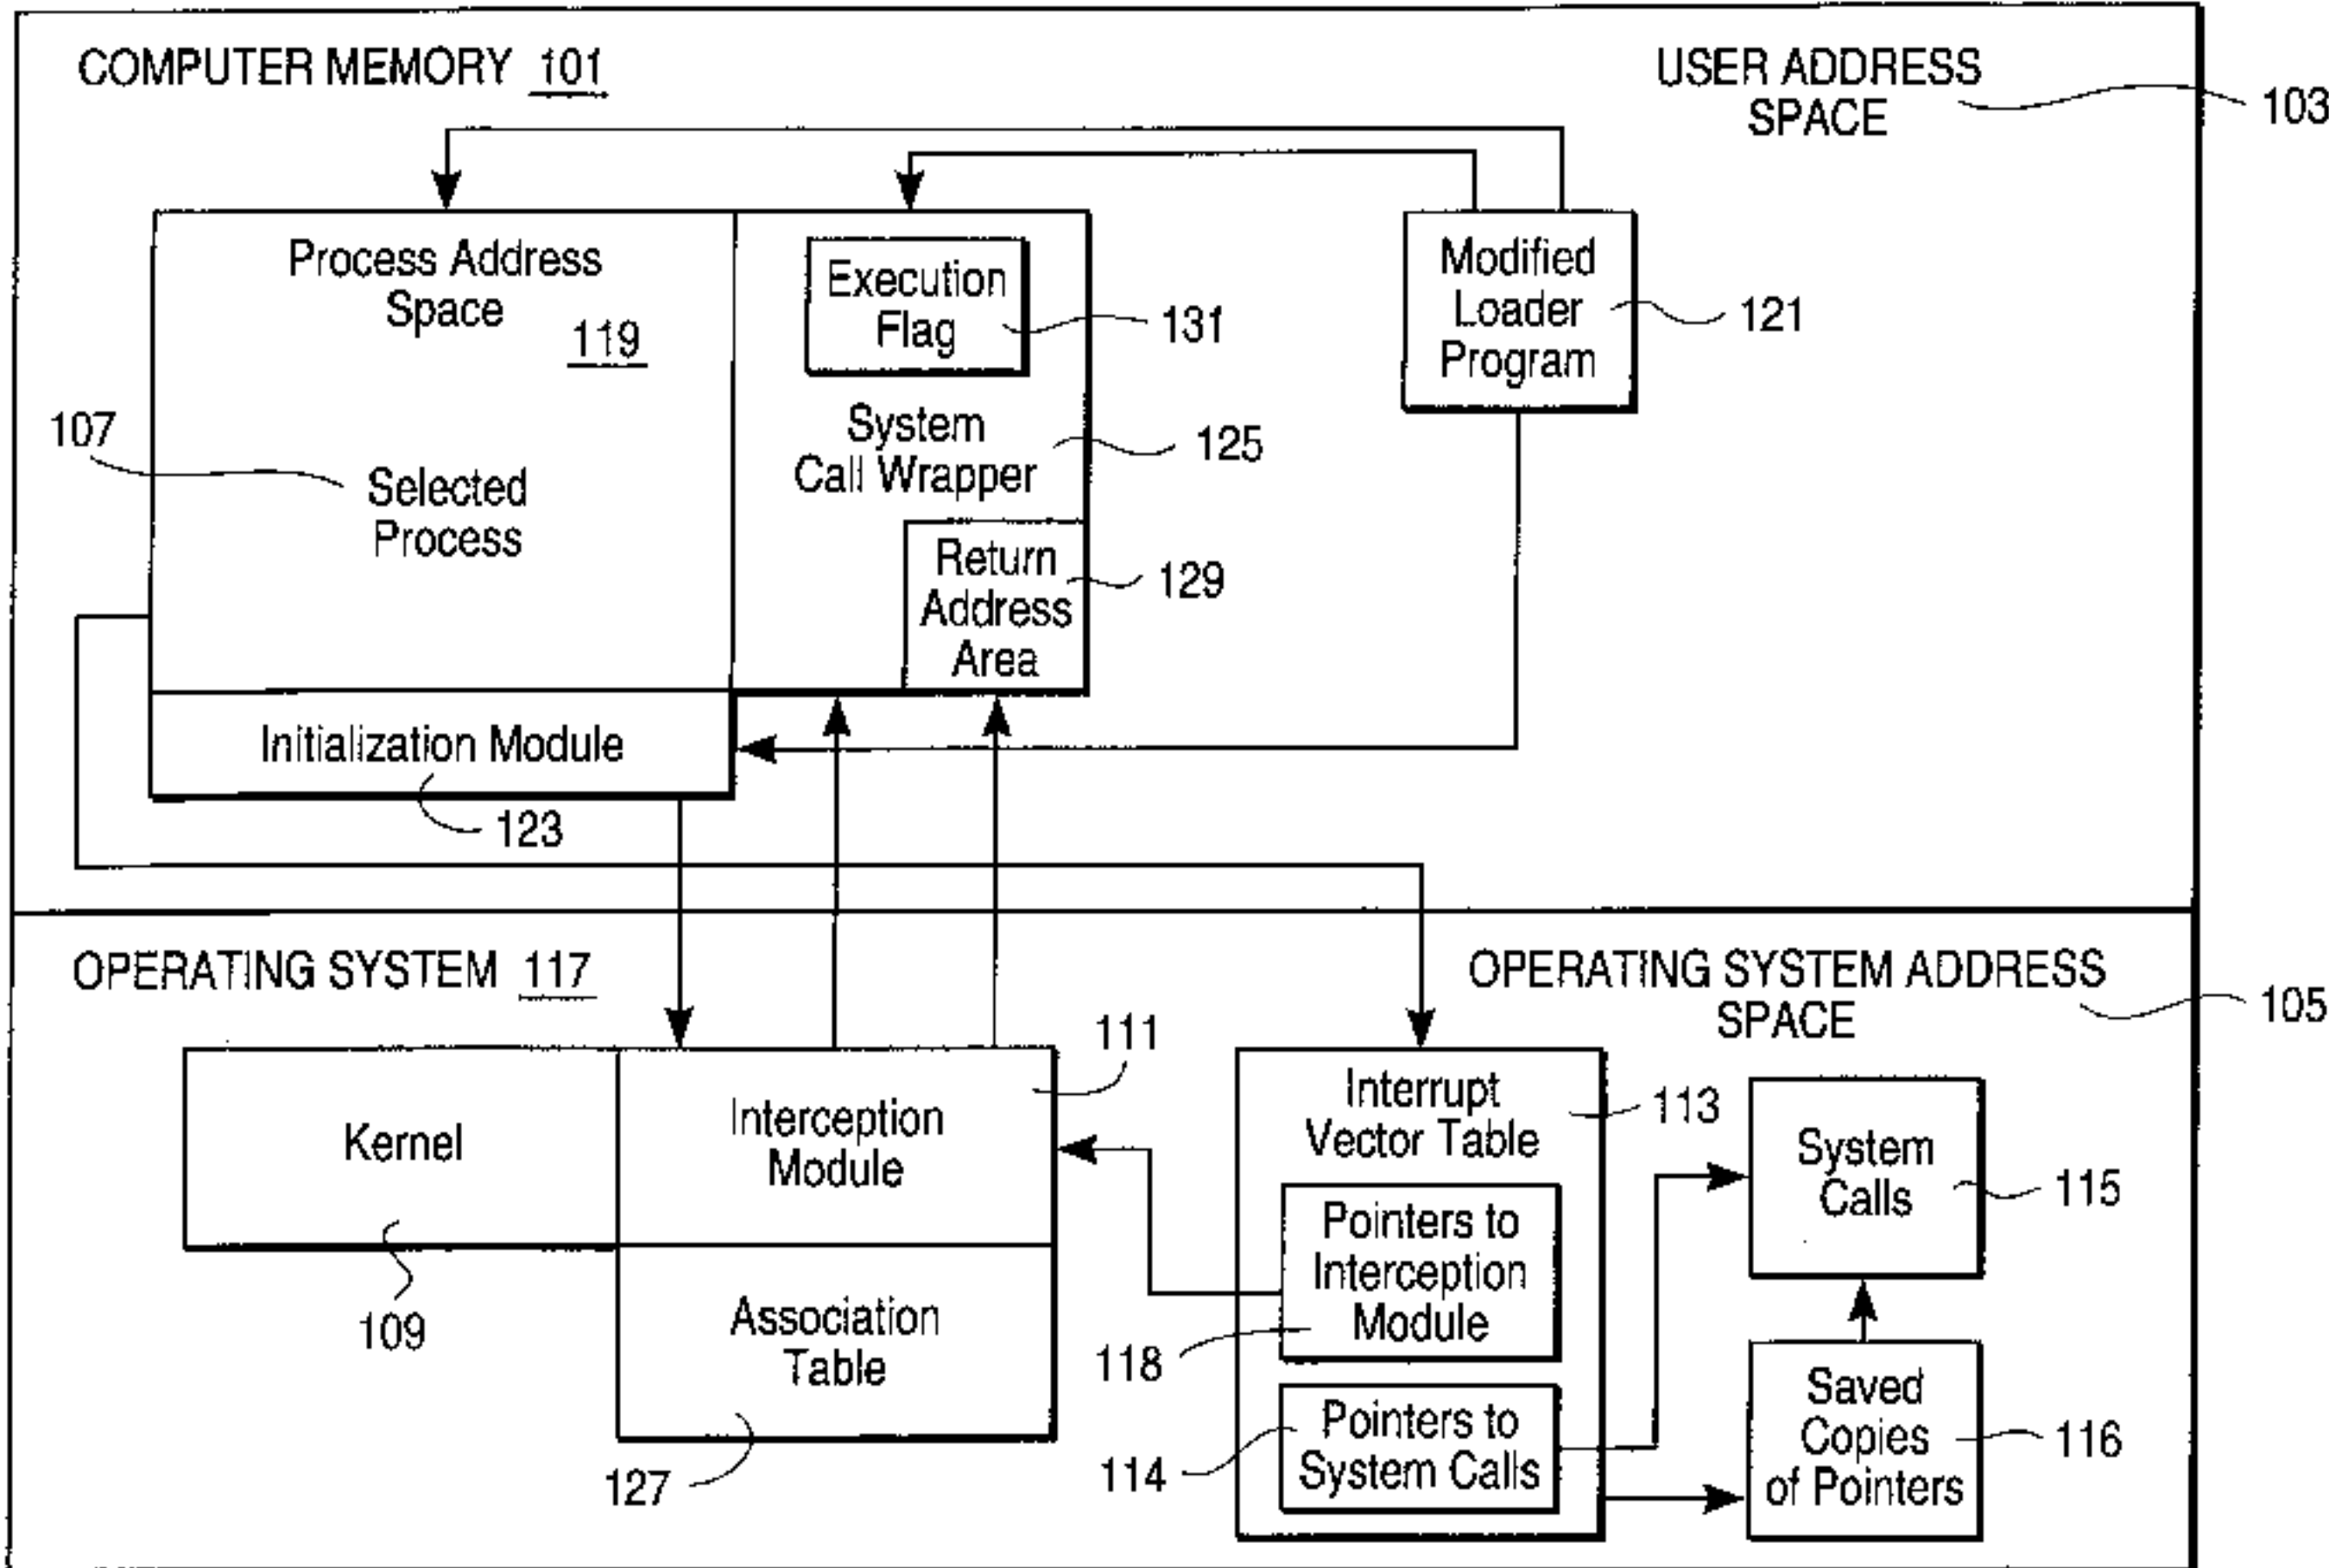 COMPUTER MEMORY 101
USER ADDRESS
SPACE
103
Process Address
Space
119
Execution
Flag
131
Modified
Loader
Program
121
107
Selected
Process
System
Call Wrapper
125
Return
Address
Area
129
Initialization Module
123
OPERATING SYSTEM 117
OPERATING SYSTEM ADDRESS
SPACE
105
Kernel
109
Interception
Module
111
Association
Table
127
Interrupt
Vector Table
113
Pointers to
Interception
Module
118
Pointers to
System Calls
114
System
Calls
115
Saved
Copies
of Pointers
116